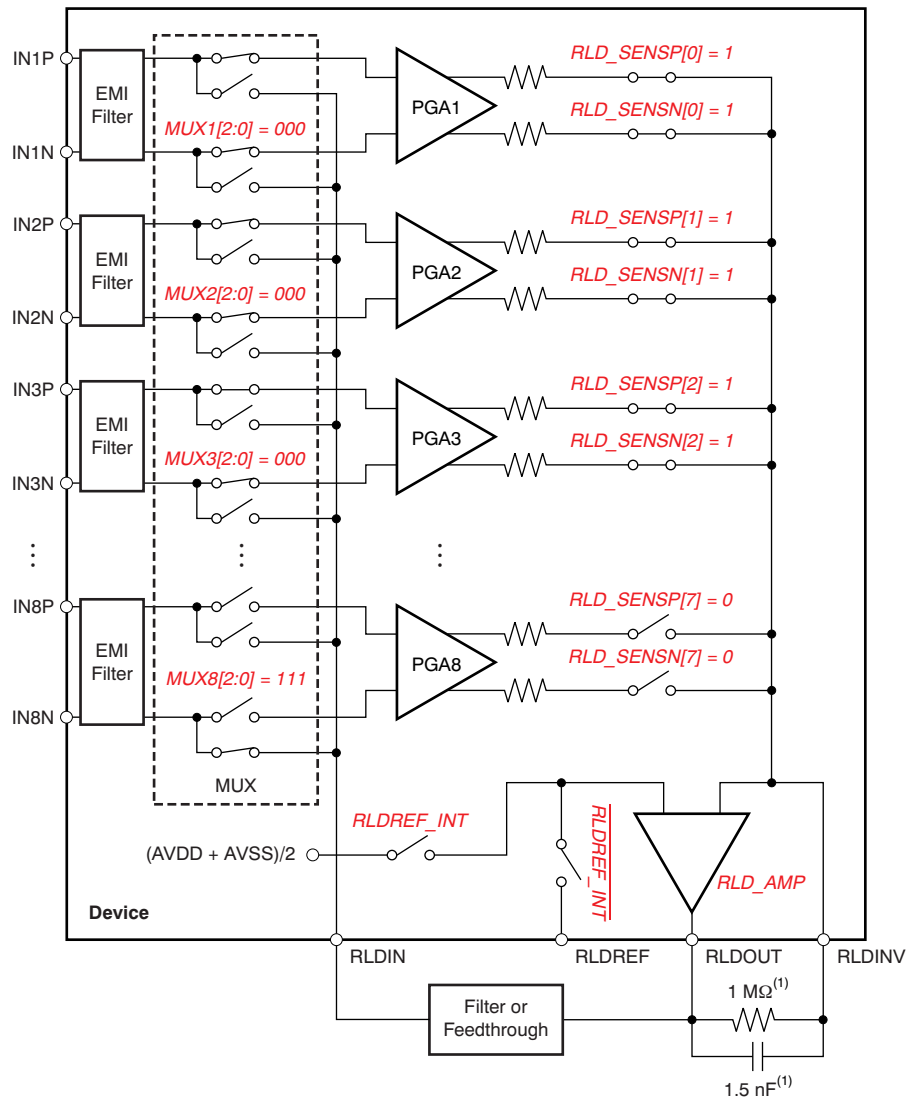 IN1P
EMI
Filter
IN1N
MUX1[2:0] = 000
PGA1
RLD_SENSP[0] = 1
RLD_SENSN[0] = 1
IN2P
EMI
Filter
IN2N
MUX2[2:0] = 000
PGA2
RLD_SENSP[1] = 1
RLD_SENSN[1] = 1
IN3P
EMI
Filter
IN3N
MUX3[2:0] = 000
PGA3
RLD_SENSP[2] = 1
RLD_SENSN[2] = 1
IN8P
EMI
Filter
IN8N
MUX8[2:0] = 111
PGA8
RLD_SENSP[7] = 0
RLD_SENSN[7] = 0
MUX
(AVDD + AVSS)/2
RLDREF_INT
RLDREF_INT
RLD_AMP
Device
RLDIN
RLDREF
RLDOUT
RLDINV
Filter or
Feedthrough
1 MΩ(1)
1.5 nF(1)